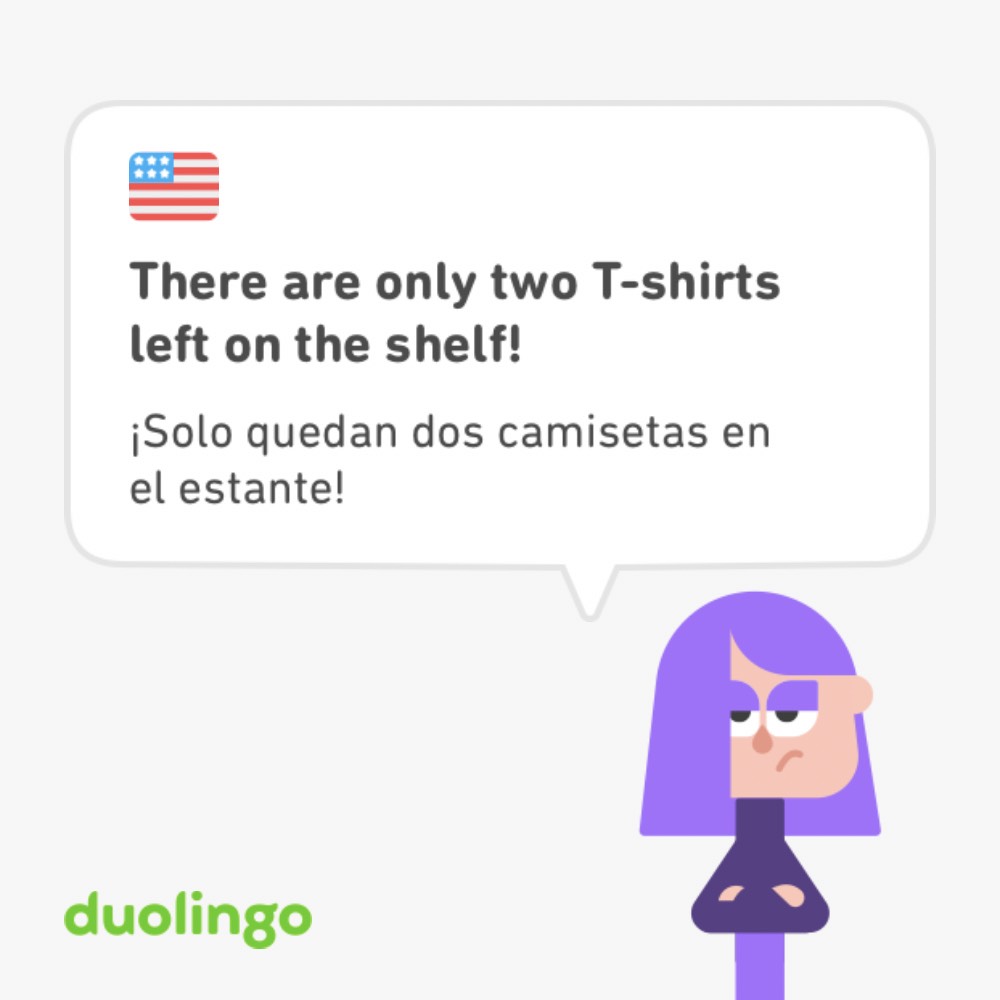 There are only two T-shirts
left on the shelf!
¡Solo quedan dos camisetas en
el estante!
duolingo